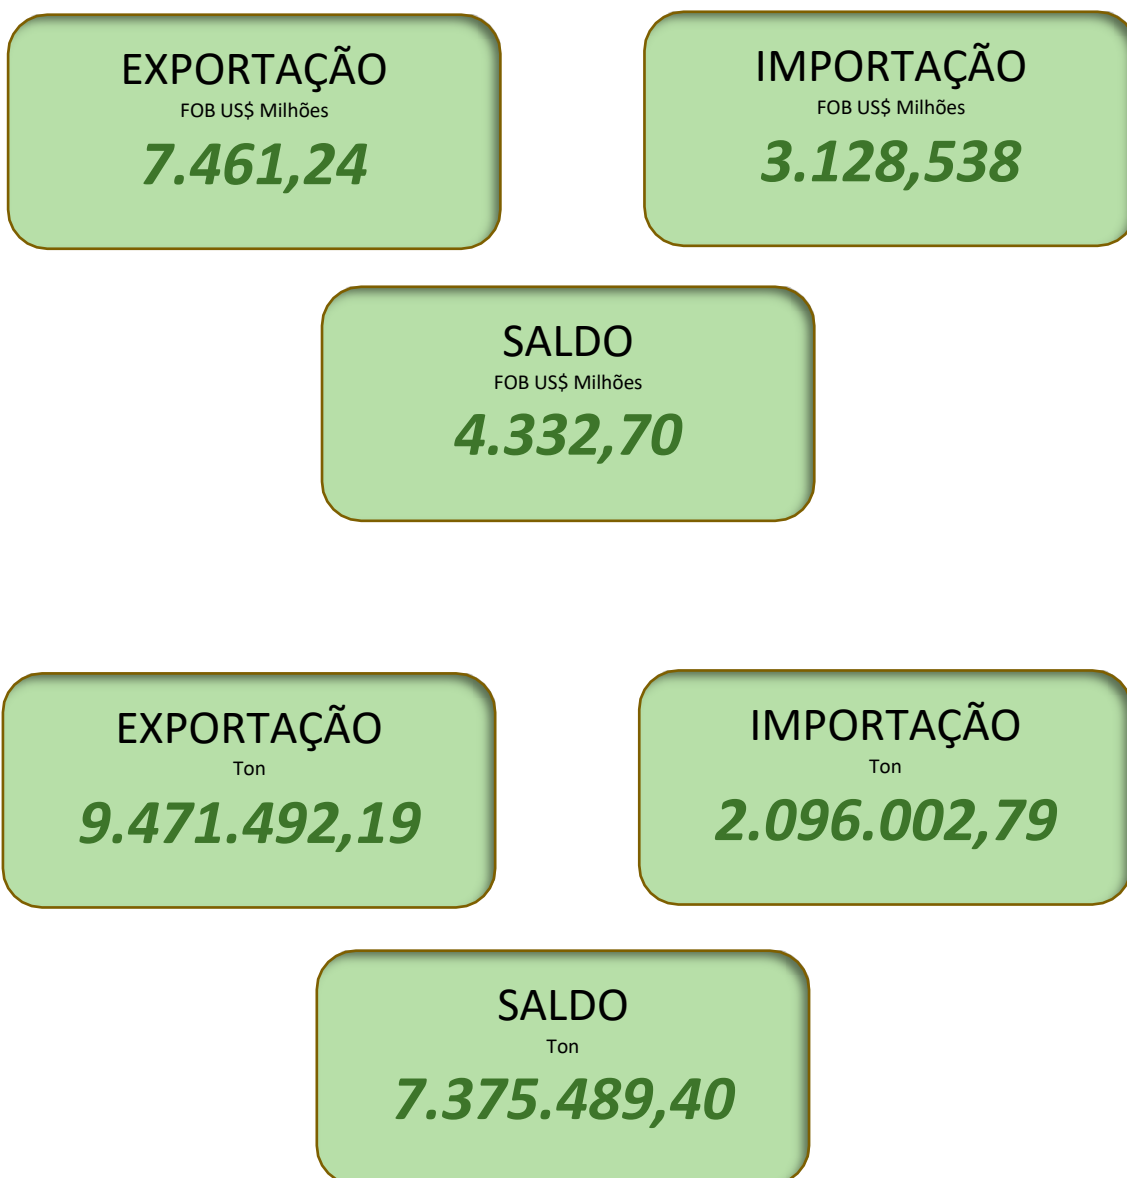 EXPORTAÇÃO
FOB US$ Milhões
7.461,24
IMPORTAÇÃO
FOB US$ Milhões
3.128,538
SALDO
FOB US$ Milhões
4.332,70
EXPORTAÇÃO
Ton
9.471.492,19
IMPORTAÇÃO
Ton
2.096.002,79
SALDO
Ton
7.375.489,40